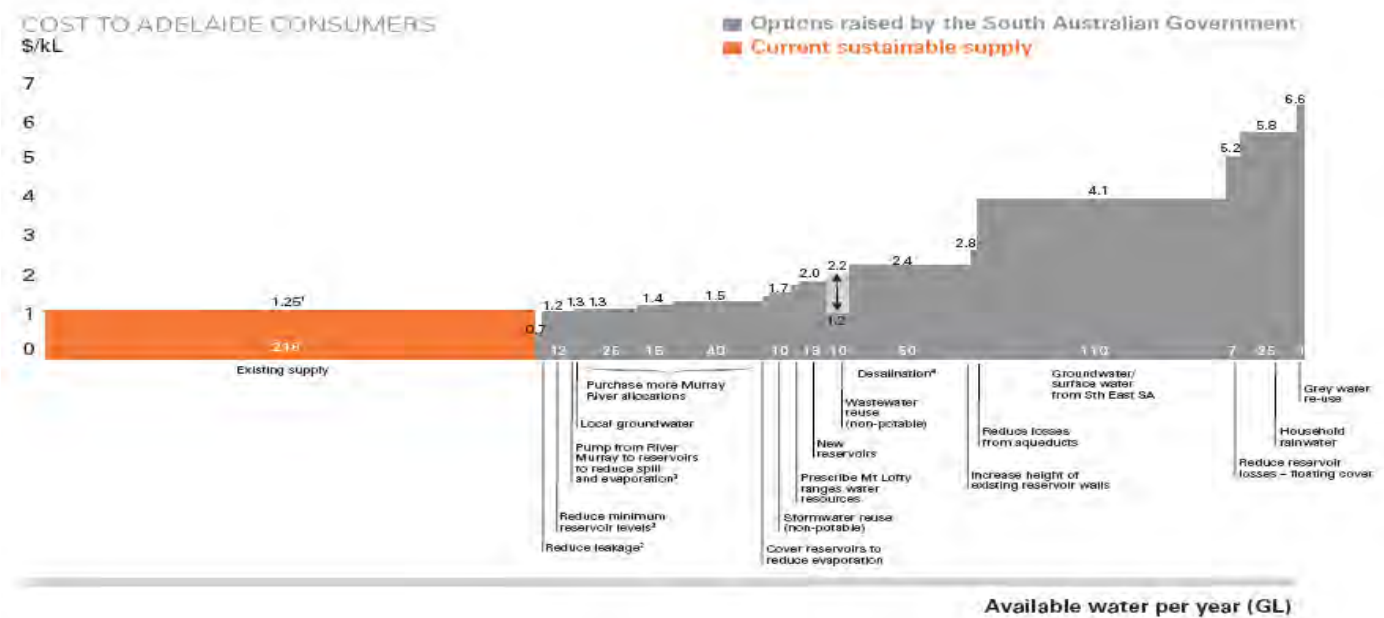 COST TO ADELAIDE CONSUMERS
$/kL
Options raised by the South Australian Government
Current sustainable supply
7
6
5
4
3
2
1
0
1.25¹
0.7
1.2
1.3
1.3
1.4
1.5
1.7
2.0
2.2
1.2
2.4
2.8
4.1
5.2
5.8
6.6
12
40
10
13
10
50
110
7
25
Existing supply
Purchase more Murray
River allocations
Local groundwater
Pump from River
Murray to reservoirs
to reduce spill
and evaporation³
Reduce minimum
reservoir levels²
Reduce leakage
Desalination⁴
Wastewater
reuse
(non-potable)
New
reservoirs
Prescribe Mt Lofty
ranges water
resources
Stormwater reuse
(non-potable)
Cover reservoirs to
reduce evaporation
Groundwater/
surface water
from Sth East SA
Reduce losses
from aqueducts
Increase height of
existing reservoir walls
Grey water
re-use
Household
rainwater
Reduce reservoir
losses – floating cover
Available water per year (GL)